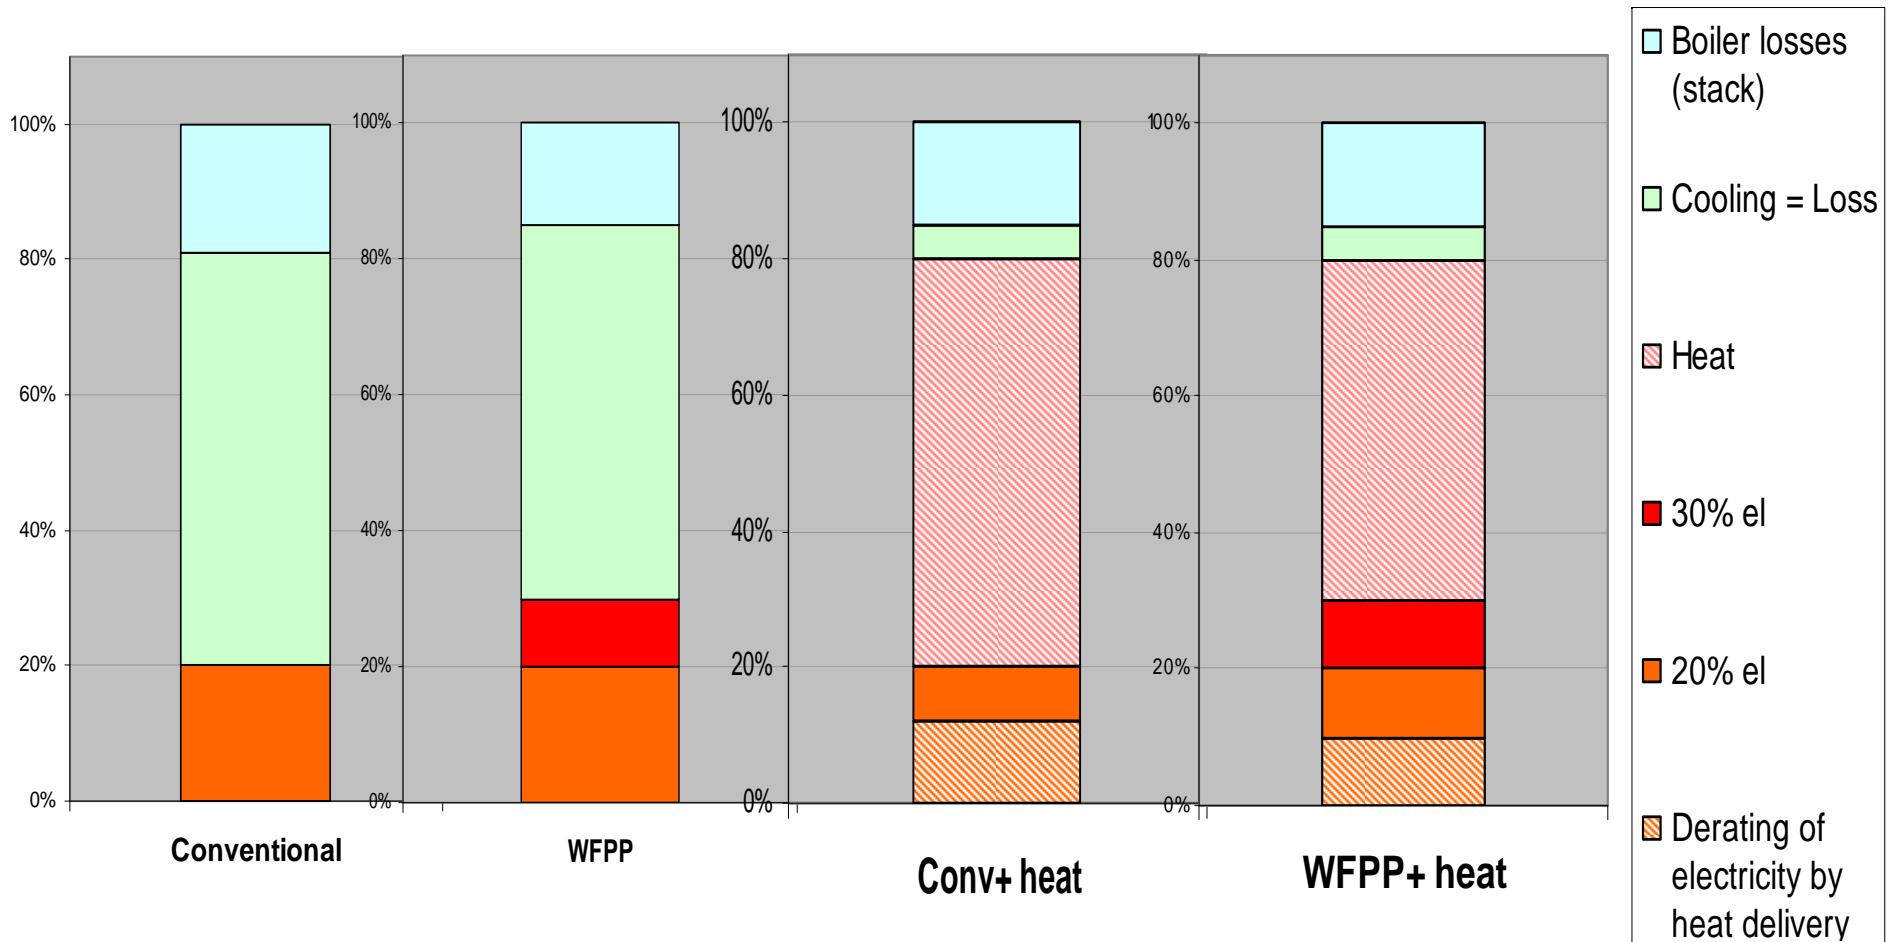 100%
80%
60%
40%
20%
0%
Conventional
100%
80%
60%
40%
20%
0%
WFPP
100%
80%
60%
40%
20%
0%
Conv+ heat
100%
80%
60%
40%
20%
0%
WFPP+ heat
Boiler losses
(stack)
Cooling = Loss
Heat
30% el
20% el
Derating of
electricity by
heat delivery